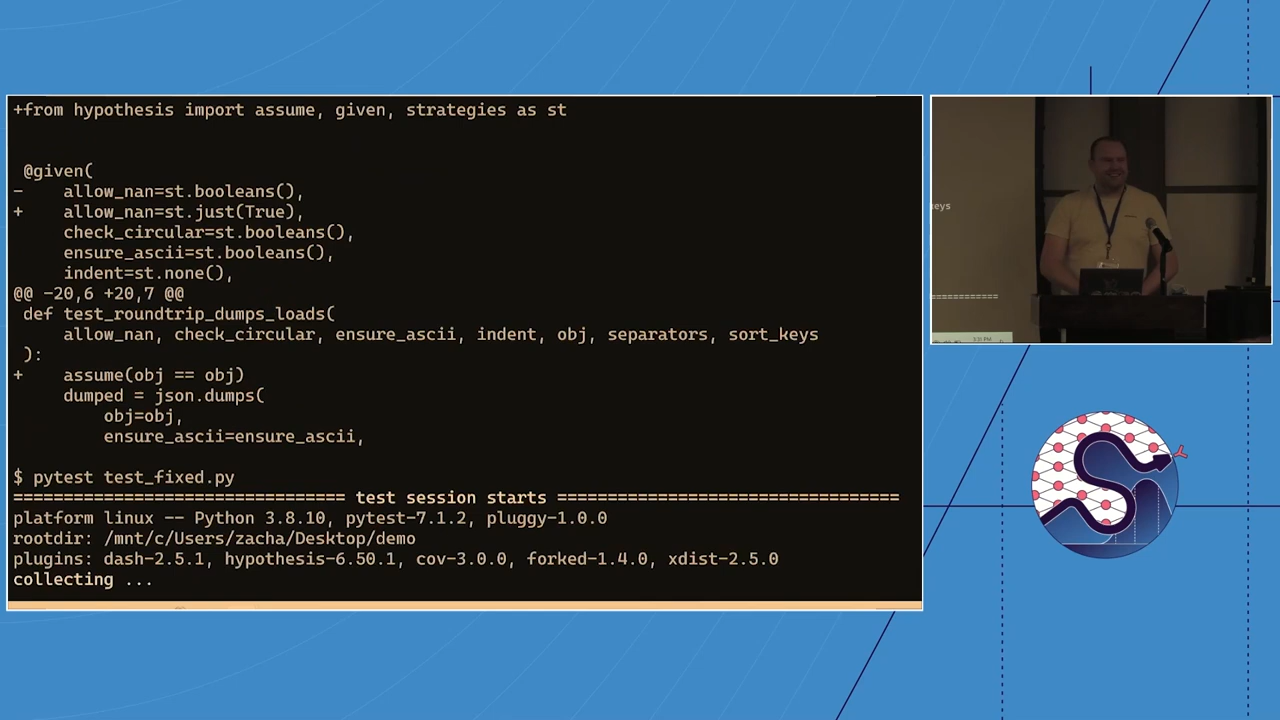 +from hypothesis import assume, given, strategies as st
@given(
-    allow_nan=st.booleans(),
+    allow_nan=st.just(True),
     check_circular=st.booleans(),
     ensure_ascii=st.booleans(),
     indent=st.none(),
@@ -20,6 +20,7 @@
 def test_roundtrip_dumps_loads(
     allow_nan, check_circular, ensure_ascii, indent, obj, separators, sort_keys
 ):
+    assume(obj == obj)
     dumped = json.dumps(
         obj=obj,
         ensure_ascii=ensure_ascii,
$ pytest test_fixed.py
================================= test session starts ==================================
platform linux -- Python 3.8.10, pytest-7.1.2, pluggy-1.0.0
rootdir: /mnt/c/Users/zacha/Desktop/demo
plugins: dash-2.5.1, hypothesis-6.50.1, cov-3.0.0, forked-1.4.0, xdist-2.5.0
collecting ...
eys
===========